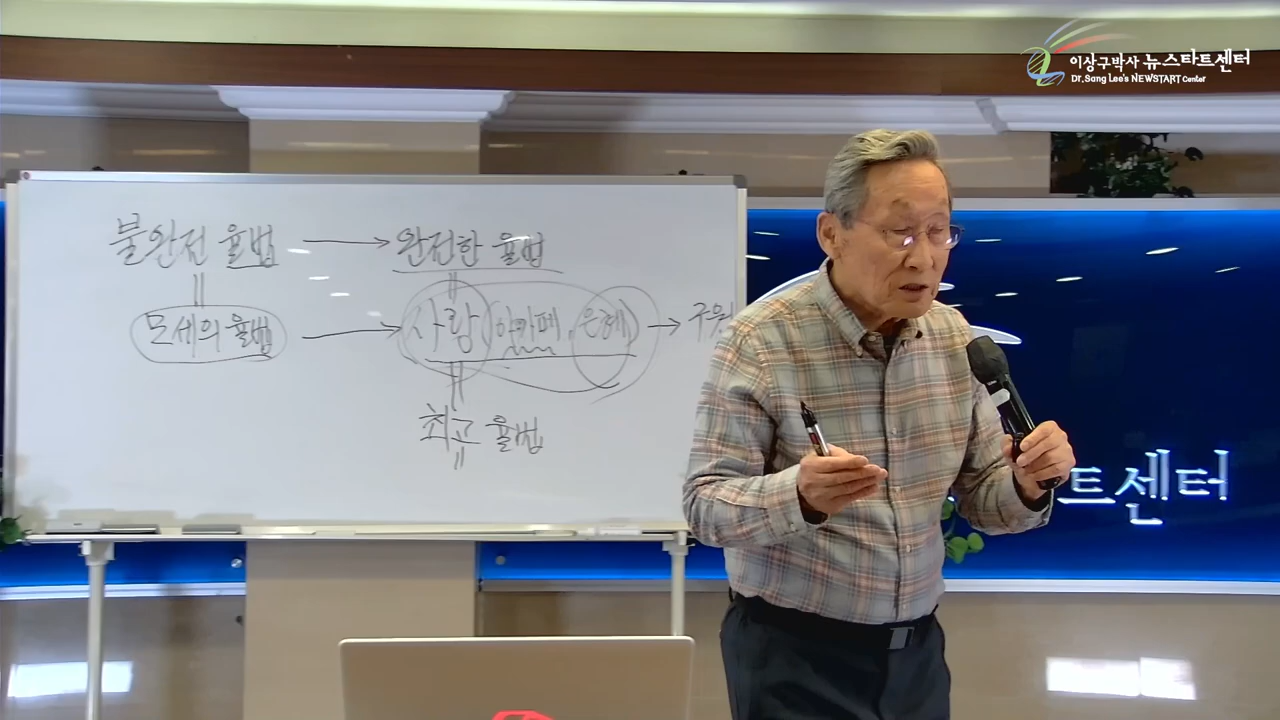 이상구박사 뉴스타트센터
Dr.Sang Lee's NEWSTART Center
불완전 율법 → 완전한 율법
॥ ॥
모세의 율법 → 사랑 (아가페, 은혜) → 구원
॥
최고 율법
॥
트센터